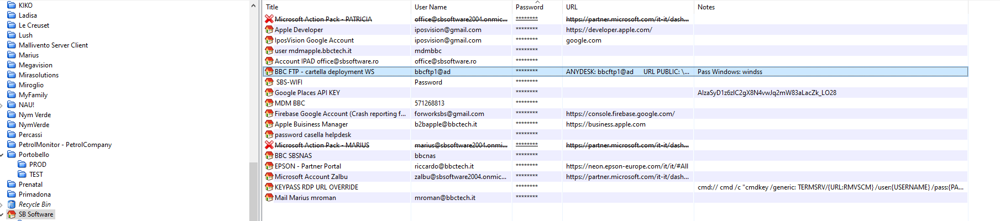 KIKO
Ladisa
Le Creuset
Lush
Mallivento Server Client
Marius
Megavision
Mirasolutions
Miroglio
MyFamily
NAU!
Nym Verde
NymVerde
Percassi
PetrolMonitor - PetrolCompany
Portobello
PROD
TEST
Prenatal
Primadona
Recycle Bin
SB Software
Title User Name Password URL Notes
Microsoft Action Pack - PATRICIA office@sbsoftware2004.onmic... ******** https://partner.microsoft.com/it-it/dash...
Apple Developer iposvision@gmail.com ******** https://developer.apple.com/
IposVision Google Account iposvision@gmail.com ******** google.com
user mdmapple.bbctech.it mdmbbc ********
Account IPAD office@sbsoftware.ro office@sbsoftware.ro ********
BBC FTP - cartella deployment WS bbcftp1@ad ******** ANYDESK: bbcftp1@ad URL PUBLIC: \... Pass Windows: windss
SBS-WIFI Password ********
Google Places API KEY ********
MDM BBC 571268813 ********
Firebase Google Account (Crash reporting f... forworksbs@gmail.com ******** https://console.firebase.google.com/
Apple Buisiness Manager b2bapple@bbctech.it ******** https://business.apple.com
password casella helpdesk ********
Microsoft Action Pack - MARIUS marius@sbsoftware2004.onmi... ******** https://partner.microsoft.com/it-it/dash...
BBC SBSNAS bbcnas ********
EPSON - Partner Portal riccardo@bbctech.it ******** https://neon.epson-europe.com/it/it/#All
Microsoft Account Zalbu zalbu@sbsoftware2004.onmic... ******** https://partner.microsoft.com/it-it/dash...
KEYPASS RDP URL OVERRIDE ******** cmd:// cmd /c "cmdkey /generic: TERMSRV/{URL:RMVSCM} /user:{USERNAME} /pass:{PA...
Mail Marius mroman mroman@bbctech.it ********